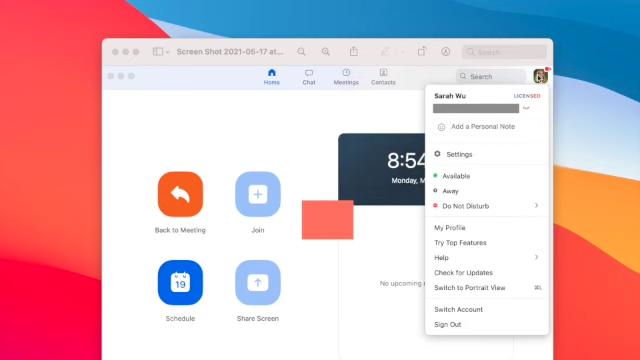 Screen Shot 2021-05-17 at...
Search
Home
Chat
Meetings
Contacts
Search
Sarah Wu
LICENSED
Add a Personal Note
Settings
Available
Away
Do Not Disturb
My Profile
Try Top Features
Help
Check for Updates
Switch to Portrait View
⌘L
Switch Account
Sign Out
8:54
Monday, M
No upcoming
Back to Meeting
Join
19
Schedule
Share Screen